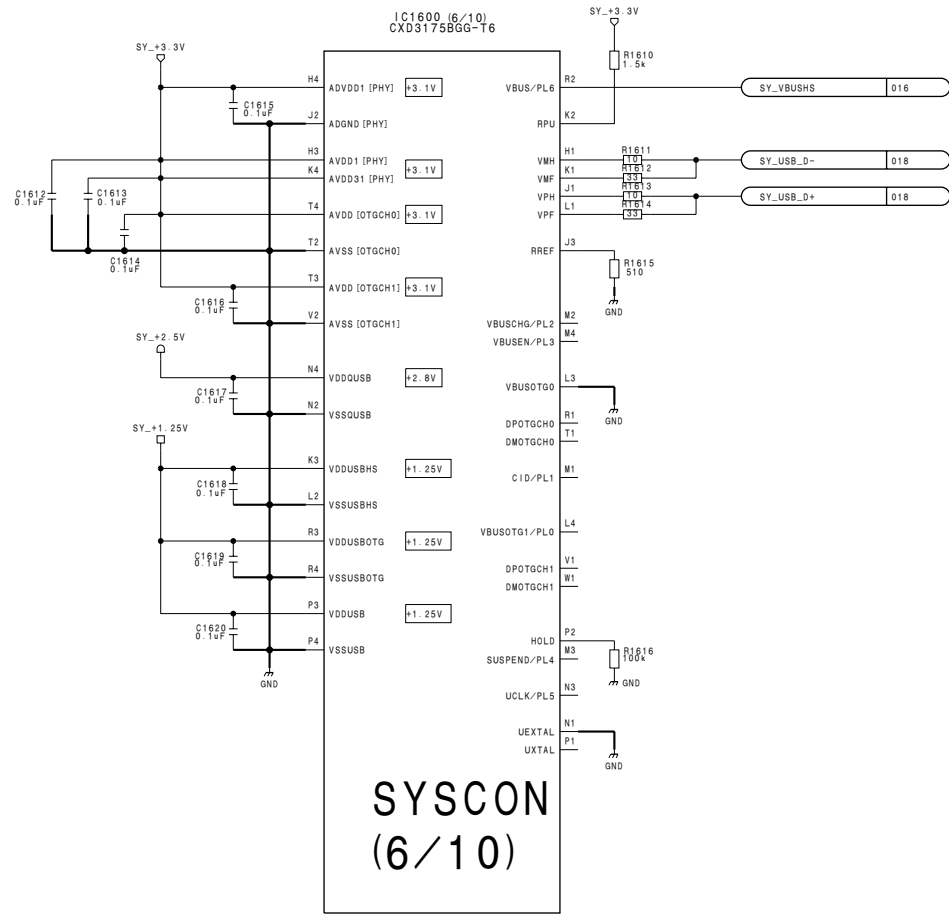 IC1600 (6/10)
CXD3175BGG-T6
SY_+3.3V
SY_+3.3V
R1610
1.5k
H4 ADVDD1 [PHY] +3.1V
VBUS/PL6 R2
SY_VBUSHS 016
C1615
0.1uF
J2 ADGND [PHY]
RPU K2
H3 AVDD1 [PHY]
+3.1V
K4 AVDD31 [PHY]
VMH H1 R1611 10
SY_USB_D- 018
VMF K1 R1612 33
VPH J1 R1613 10
SY_USB_D+ 018
VPF L1 R1614 33
C1612
0.1uF
C1613
0.1uF
T4 AVDD [OTGCH0] +3.1V
C1614
0.1uF
T2 AVSS [OTGCH0]
RREF J3
R1615
510
GND
T3 AVDD [OTGCH1] +3.1V
C1616
0.1uF
V2 AVSS [OTGCH1]
VBUSCHG/PL2 M2
VBUSEN/PL3 M4
SY_+2.5V
N4 VDDQUSB +2.8V
C1617
0.1uF
N2 VSSQUSB
VBUSOTG0 L3
GND
DPOTGCH0 R1
DMOTGCH0 T1
SY_+1.25V
K3 VDDUSBHS +1.25V
CID/PL1 M1
C1618
0.1uF
L2 VSSUSBHS
R3 VDDUSBOTG +1.25V
VBUSOTG1/PL0 L4
C1619
0.1uF
R4 VSSUSBOTG
DPOTGCH1 V1
DMOTGCH1 W1
P3 VDDUSB +1.25V
C1620
0.1uF
P4 VSSUSB
HOLD P2
SUSPEND/PL4 M3
R1616
100k
GND
GND
UCLK/PL5 N3
UEXTAL N1
UXTAL P1
GND
SYSCON
(6/10)